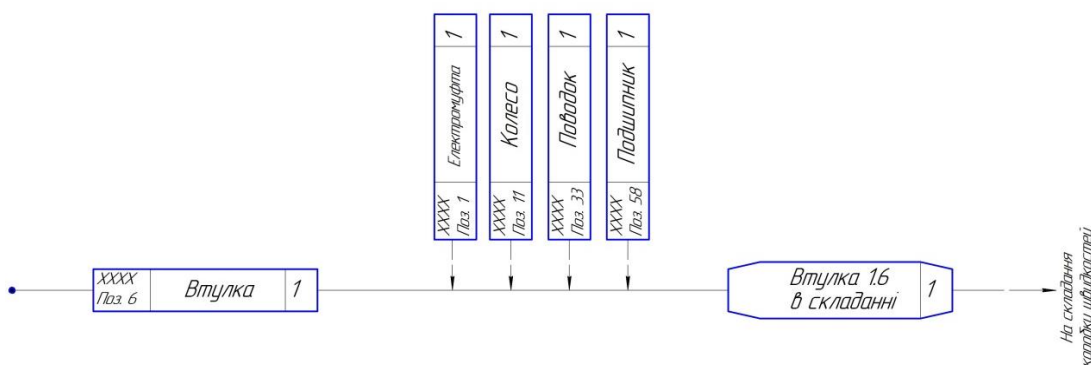 1
Електромуфта
XXXX
Поз. 1
1
Колесо
XXXX
Поз. 11
1
Поводок
XXXX
Поз. 33
1
Подшипник
XXXX
Поз. 58
XXXX
Поз. 6
Втулка
1
Втулка 1.6
в складанні
1
На складання
коробки швидкостей